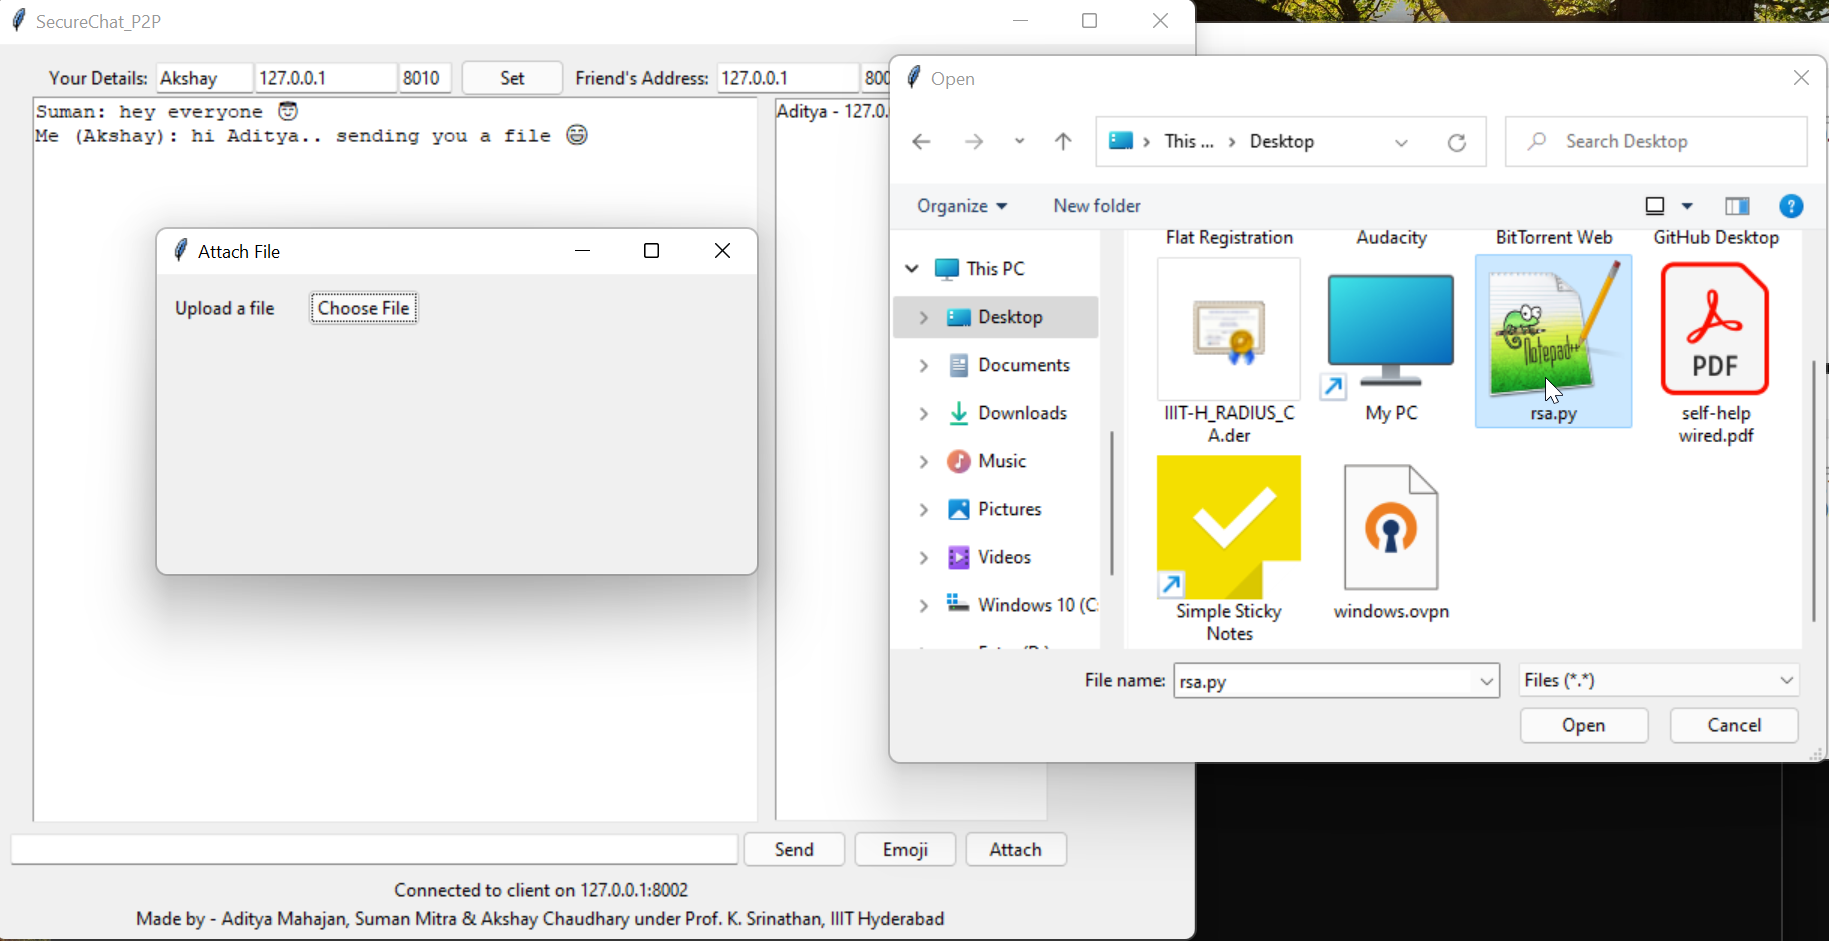 SecureChat_P2P
Your Details: Akshay 127.0.0.1 8010 Set Friend's Address: 127.0.0.1
Suman: hey everyone 😇
Me (Akshay): hi Aditya.. sending you a file 😄
Aditya - 127.0.
Attach File
Upload a file Choose File
Open
This ... Desktop
Search Desktop
Organize New folder
This PC
Desktop
Documents
Downloads
Music
Pictures
Videos
Windows 10 (C:
Flat Registration Audacity BitTorrent Web GitHub Desktop
IIIT-H_RADIUS_C
A.der
My PC
Notepad++
rsa.py
PDF
self-help
wired.pdf
Simple Sticky
Notes
windows.ovpn
File name: rsa.py Files (*.*)
Open Cancel
Send Emoji Attach
Connected to client on 127.0.0.1:8002
Made by - Aditya Mahajan, Suman Mitra & Akshay Chaudhary under Prof. K. Srinathan, IIIT Hyderabad